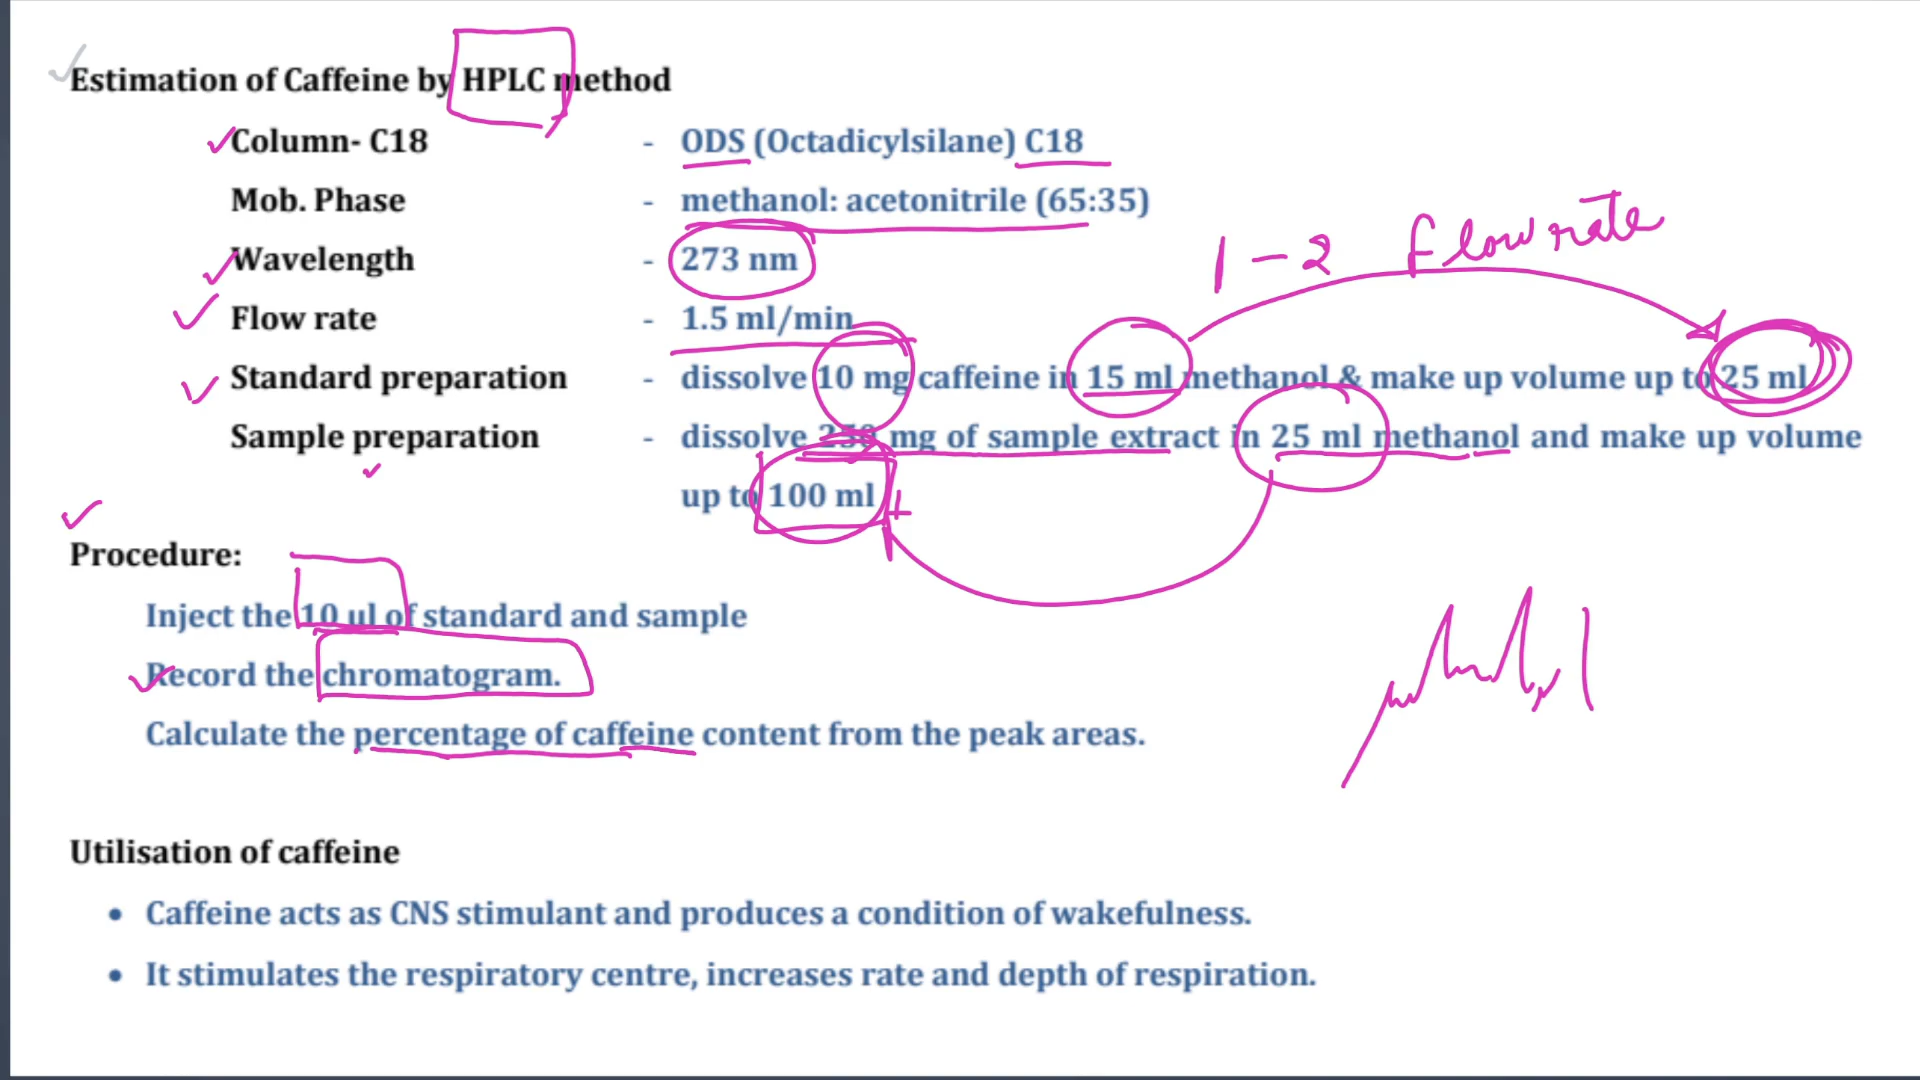 Estimation of Caffeine by HPLC method
Column- C18 - ODS (Octadicylsilane) C18
Mob. Phase - methanol: acetonitrile (65:35)
1-2 flow rate
Wavelength - 273 nm
Flow rate - 1.5 ml/min
Standard preparation - dissolve 10 mg caffeine in 15 ml methanol & make up volume up to 25 ml
Sample preparation - dissolve 250 mg of sample extract in 25 ml methanol and make up volume
up to 100 ml
Procedure:
Inject the 10 ul of standard and sample
Record the chromatogram.
Calculate the percentage of caffeine content from the peak areas.
Utilisation of caffeine
• Caffeine acts as CNS stimulant and produces a condition of wakefulness.
• It stimulates the respiratory centre, increases rate and depth of respiration.